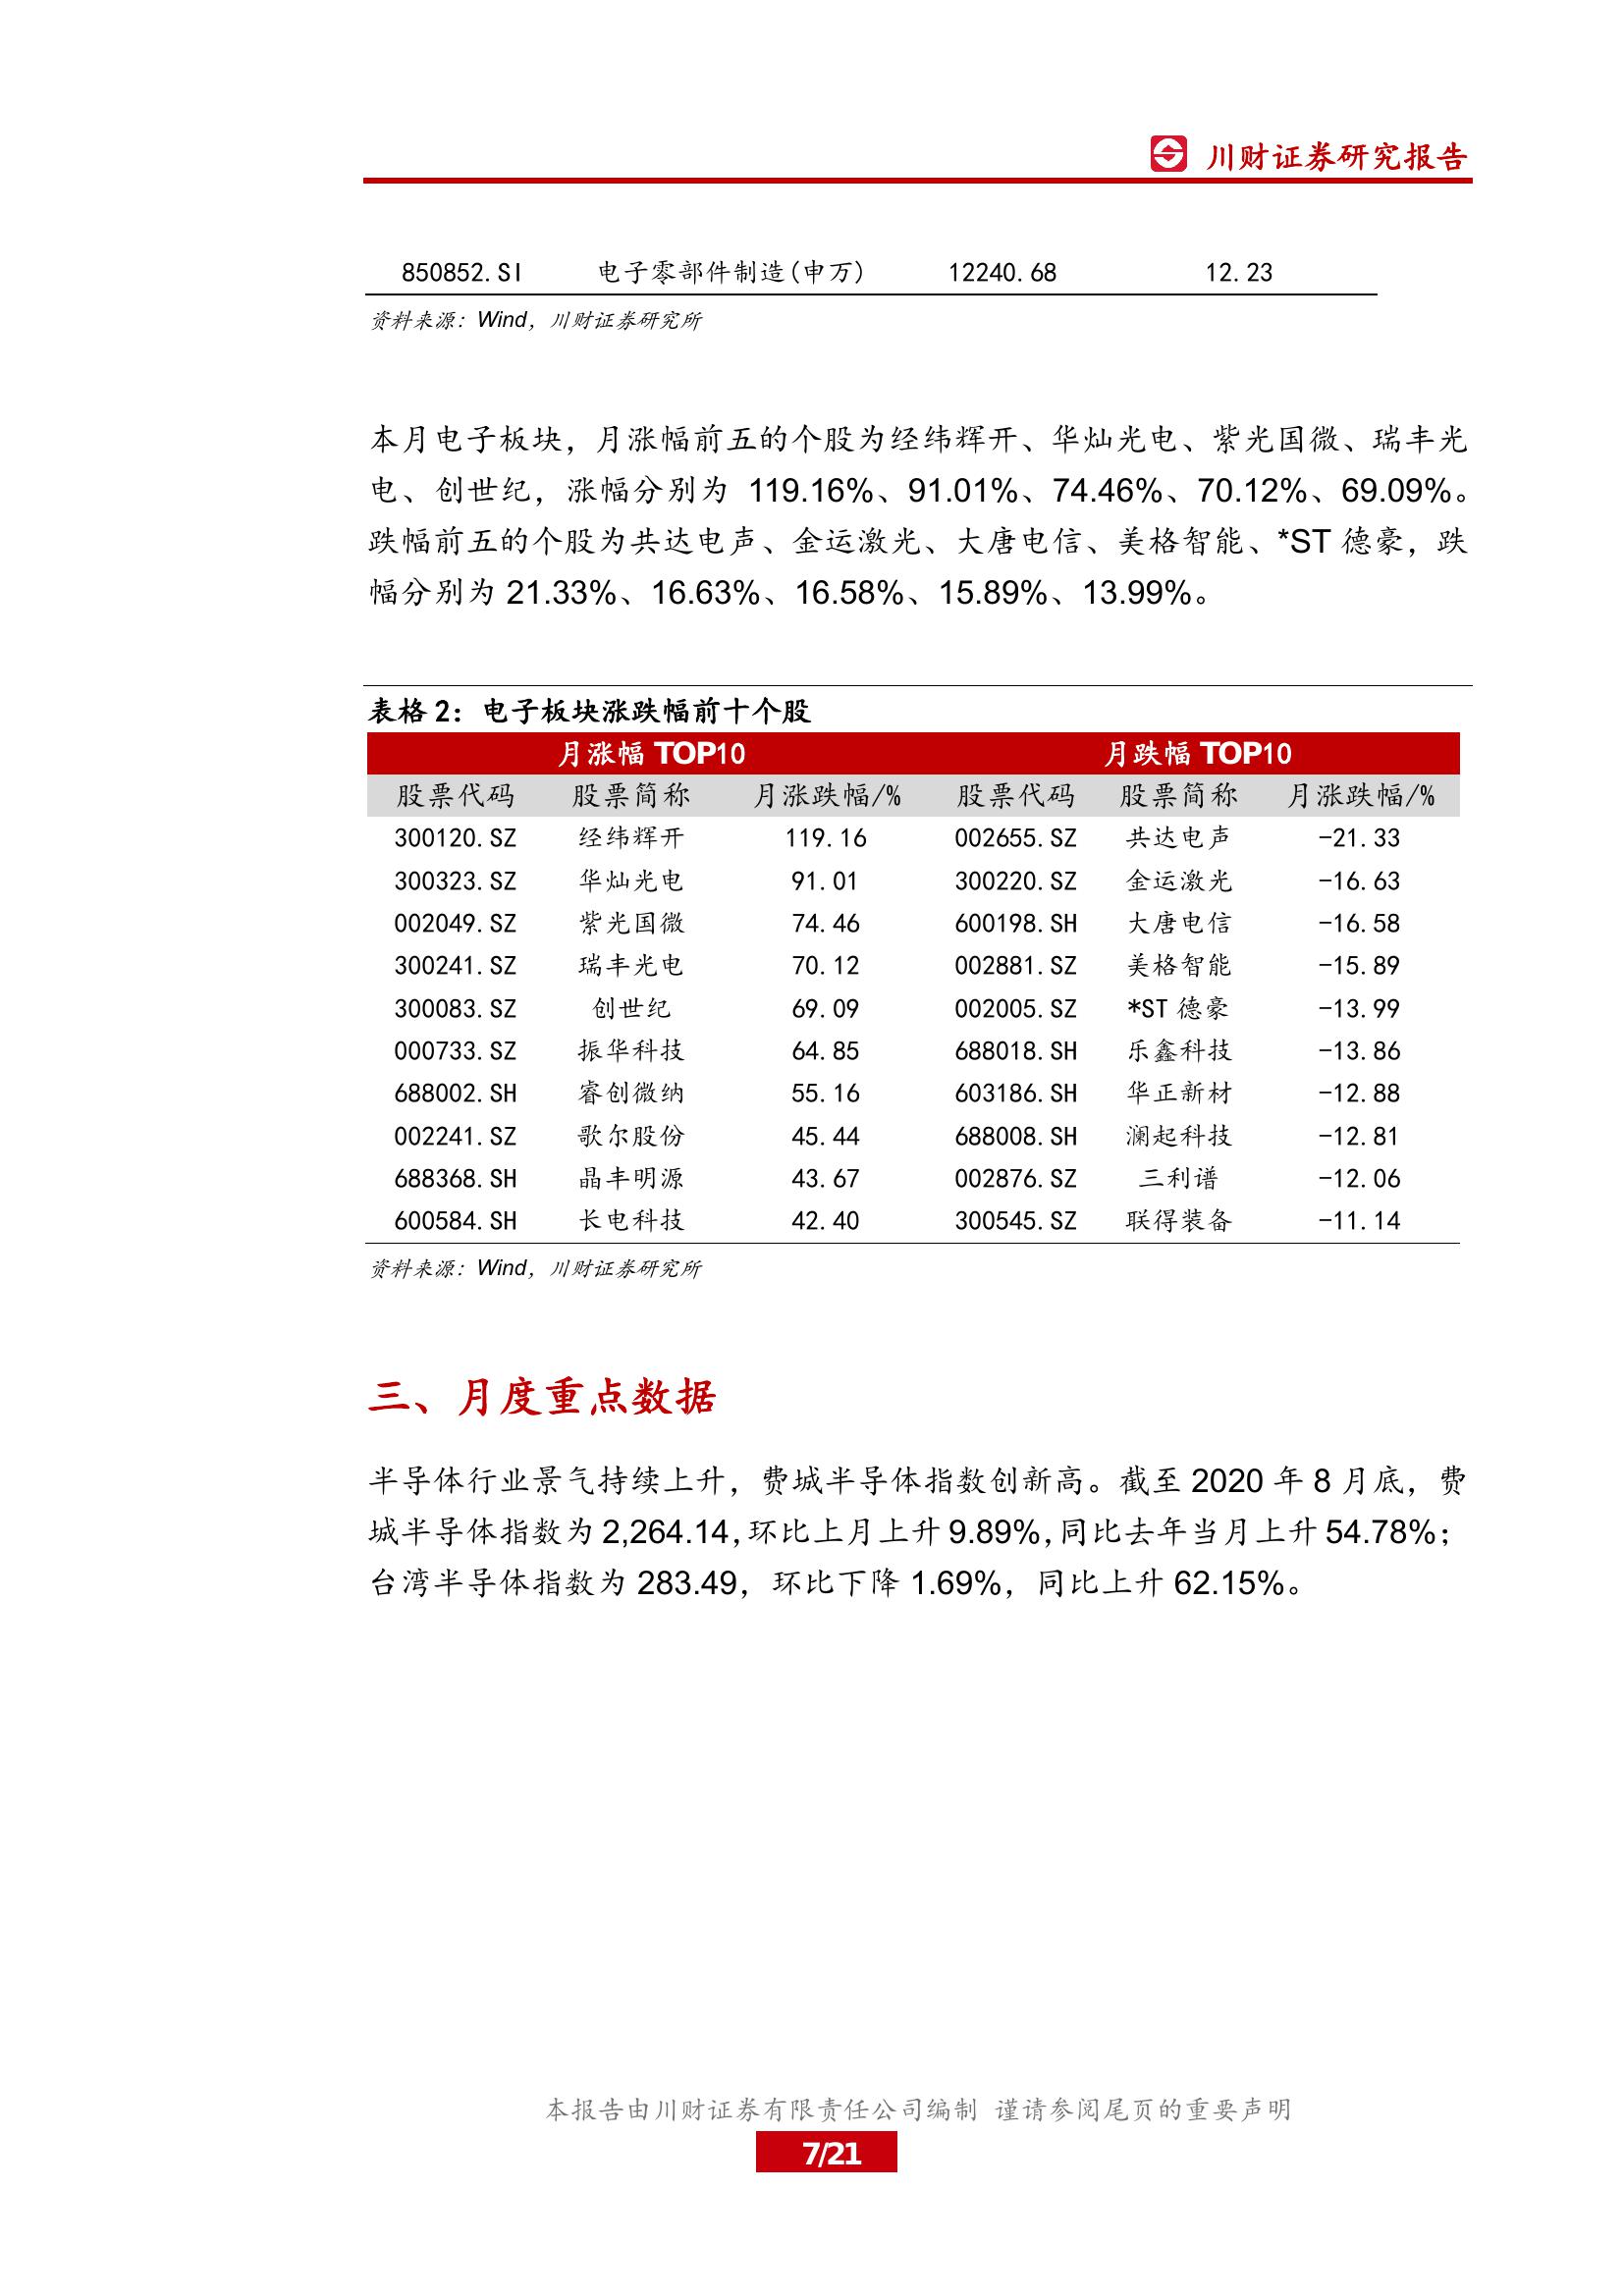 川财证券研究报告
850852.SI 电子零部件制造(申万) 12240.68 12.23
资料来源：Wind，川财证券研究所
本月电子板块，月涨幅前五的个股为经纬辉开、华灿光电、紫光国微、瑞丰光
电、创世纪，涨幅分别为 119.16%、91.01%、74.46%、70.12%、69.09%。
跌幅前五的个股为共达电声、金运激光、大唐电信、美格智能、*ST 德豪，跌
幅分别为 21.33%、16.63%、16.58%、15.89%、13.99%。
表格 2：电子板块涨跌幅前十个股
月涨幅 TOP10 月跌幅 TOP10
股票代码 股票简称 月涨跌幅/% 股票代码 股票简称 月涨跌幅/%
300120.SZ 经纬辉开 119.16 002655.SZ 共达电声 -21.33
300323.SZ 华灿光电 91.01 300220.SZ 金运激光 -16.63
002049.SZ 紫光国微 74.46 600198.SH 大唐电信 -16.58
300241.SZ 瑞丰光电 70.12 002881.SZ 美格智能 -15.89
300083.SZ 创世纪 69.09 002005.SZ *ST 德豪 -13.99
000733.SZ 振华科技 64.85 688018.SH 乐鑫科技 -13.86
688002.SH 睿创微纳 55.16 603186.SH 华正新材 -12.88
002241.SZ 歌尔股份 45.44 688008.SH 澜起科技 -12.81
688368.SH 晶丰明源 43.67 002876.SZ 三利谱 -12.06
600584.SH 长电科技 42.40 300545.SZ 联得装备 -11.14
资料来源：Wind，川财证券研究所
三、月度重点数据
半导体行业景气持续上升，费城半导体指数创新高。截至 2020 年 8 月底，费
城半导体指数为 2,264.14，环比上月上升 9.89%，同比去年当月上升 54.78%；
台湾半导体指数为 283.49，环比下降 1.69%，同比上升 62.15%。
本报告由川财证券有限责任公司编制 谨请参阅尾页的重要声明
7/21